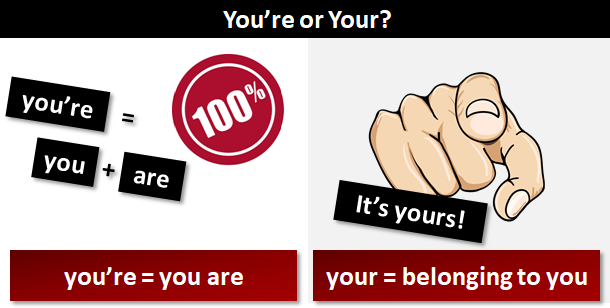 You’re or Your?
you’re =
100%
you + are
It’s yours!
you’re = you are
your = belonging to you